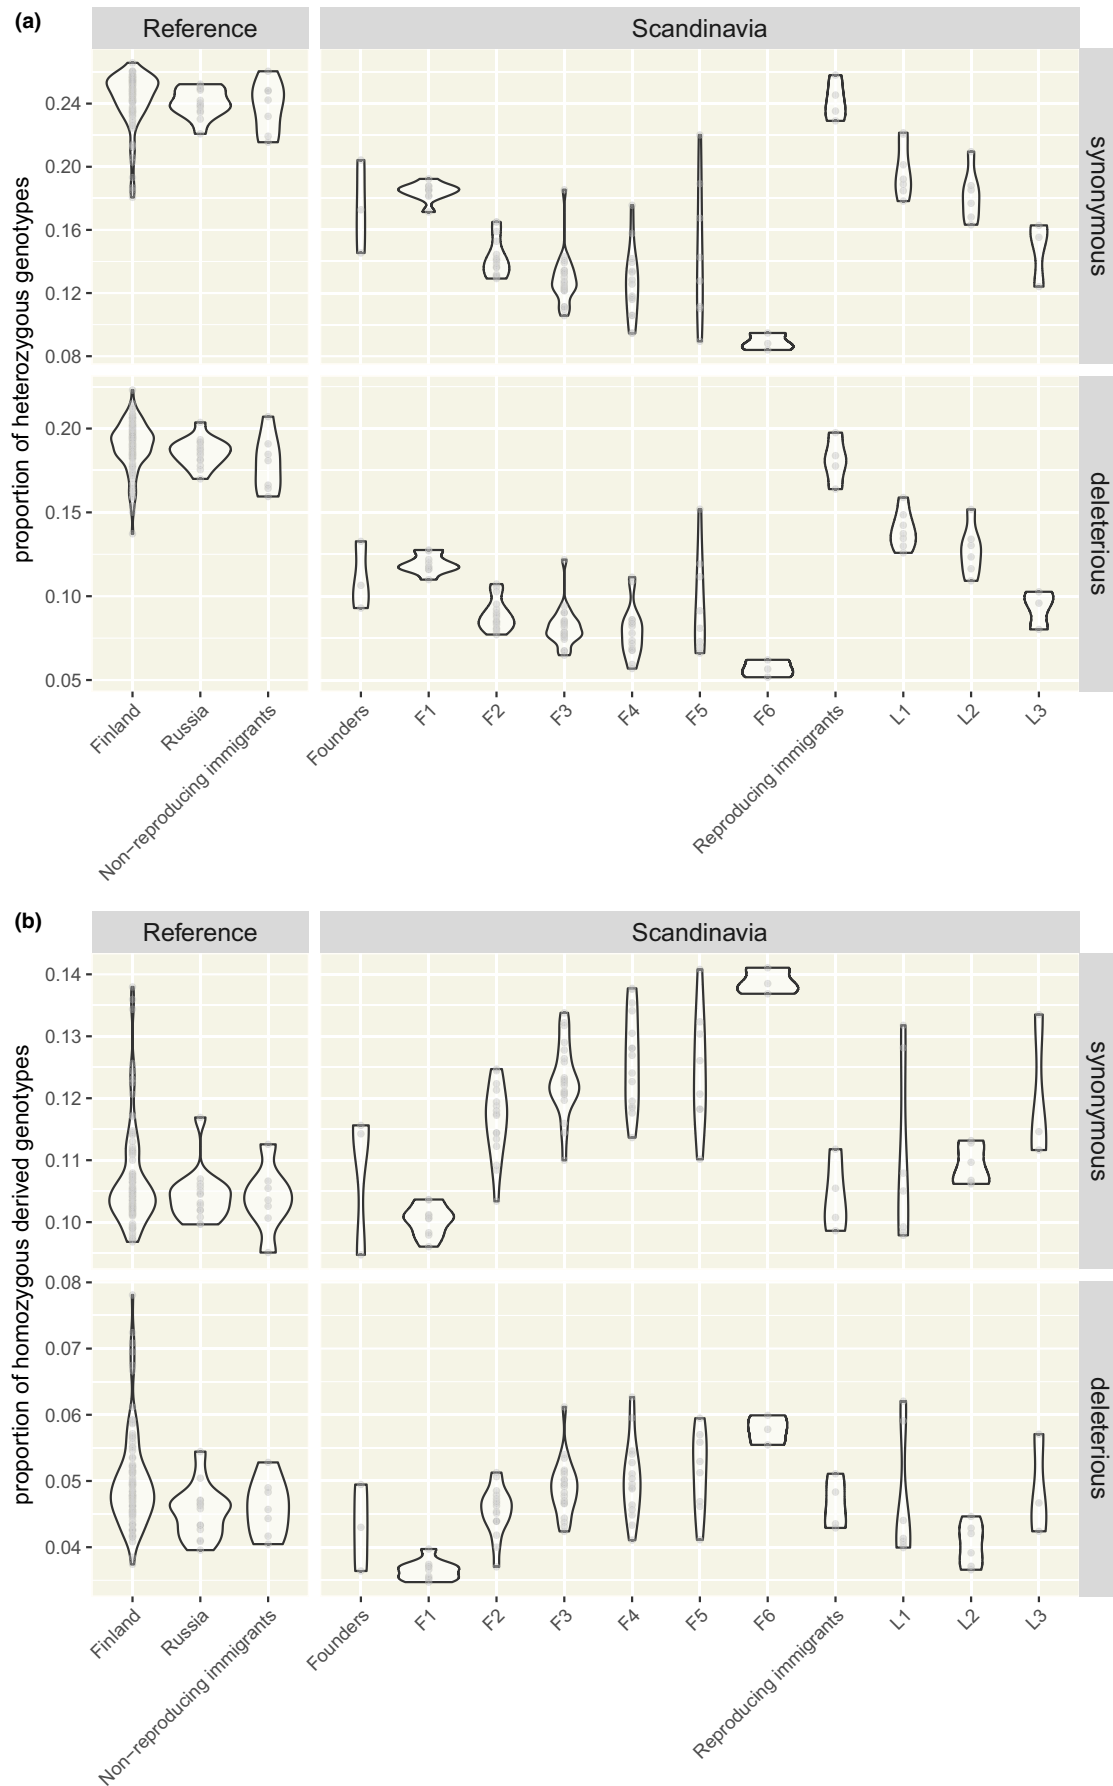 (a)
Reference Scandinavia
proportion of heterozygous genotypes
0.24
0.20
0.16
0.12
0.08
synonymous
0.20
0.15
0.10
0.05
deleterious
Finland Russia Non−reproducing immigrants Founders F1 F2 F3 F4 F5 F6 Reproducing immigrants L1 L2 L3
(b)
Reference Scandinavia
proportion of homozygous derived genotypes
0.14
0.13
0.12
0.11
0.10
synonymous
0.08
0.07
0.06
0.05
0.04
deleterious
Finland Russia Non−reproducing immigrants Founders F1 F2 F3 F4 F5 F6 Reproducing immigrants L1 L2 L3